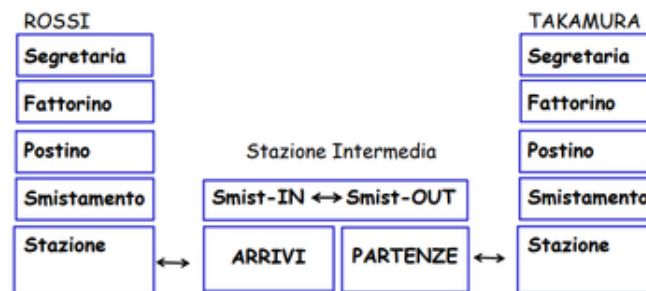 ROSSI
Segretaria
Fattorino
Postino
Smistamento
Stazione
Stazione Intermedia
Smist-IN ↔ Smist-OUT
ARRIVI
PARTENZE
TAKAMURA
Segretaria
Fattorino
Postino
Smistamento
Stazione